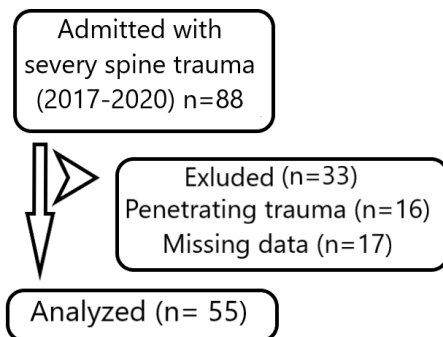 Admitted with
severy spine trauma
(2017-2020) n=88
Exluded (n=33)
Penetrating trauma (n=16)
Missing data (n=17)
Analyzed (n= 55)